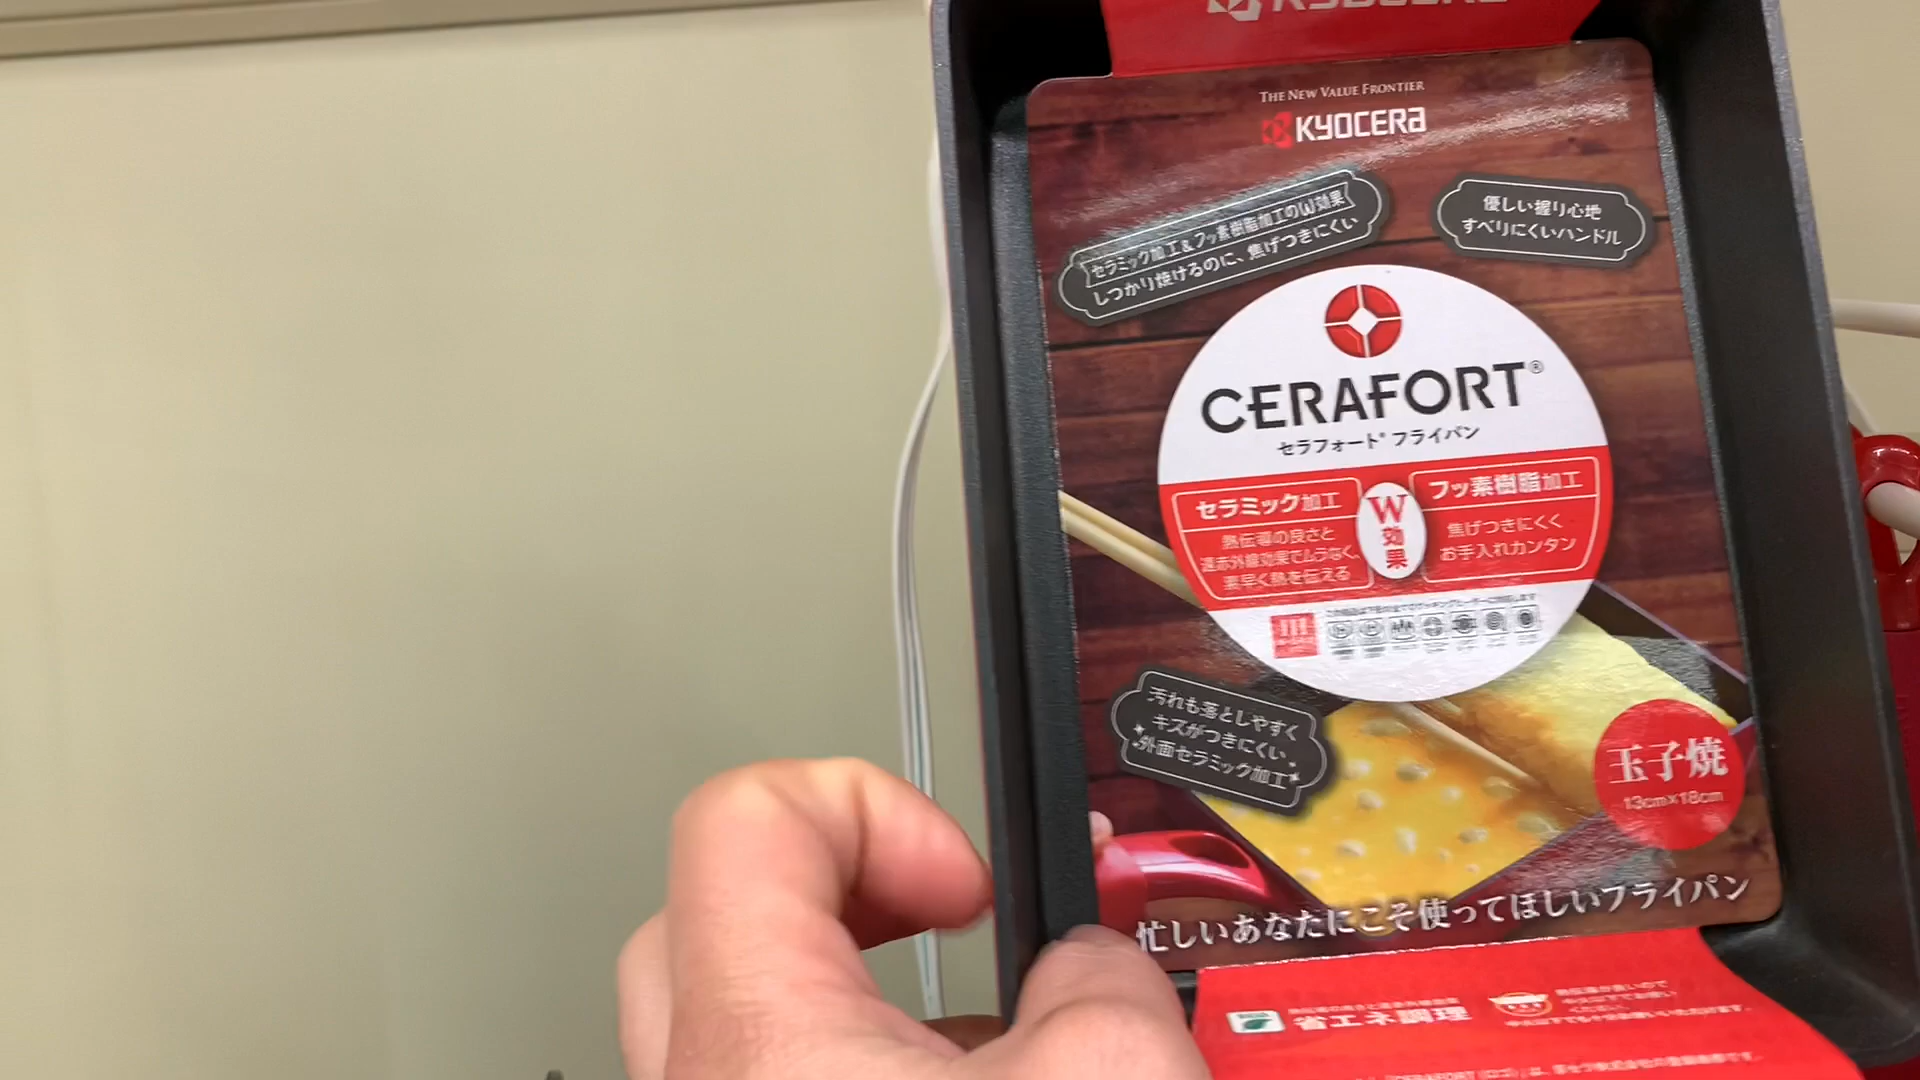 KYOCERA
THE NEW VALUE FRONTIER
KYOCERA
セラミック加工&フッ素樹脂加工のW効果
しっかり焼けるのに、焦げつきにくい
優しい握り心地
すべりにくいハンドル
CERAFORT®
セラフォート®フライパン
セラミック加工
熱伝導の良さと
遠赤外線効果でムラなく、
素早く熱を伝える
W
効
果
フッ素樹脂加工
焦げつきにくく
お手入れカンタン
汚れも落としやすく
キズがつきにくい
外面セラミック加工
玉子焼
13cm×18cm
忙しいあなたにこそ使ってほしいフライパン
省エネ調理